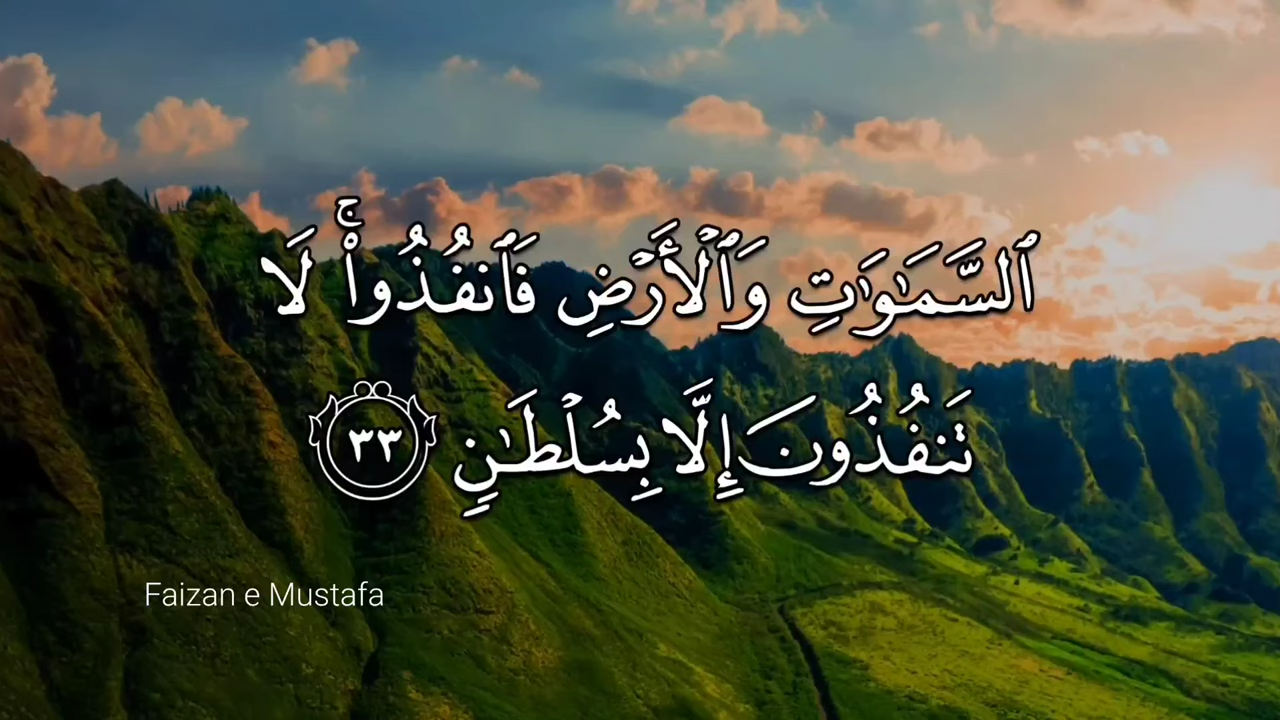 ٱلسَّمَٰوَٰتِ وَٱلْأَرْضِ فَٱنفُذُوا۟ ۚ لَا
تَنفُذُونَ إِلَّا بِسُلْطَٰنٍ ٣٣
Faizan e Mustafa